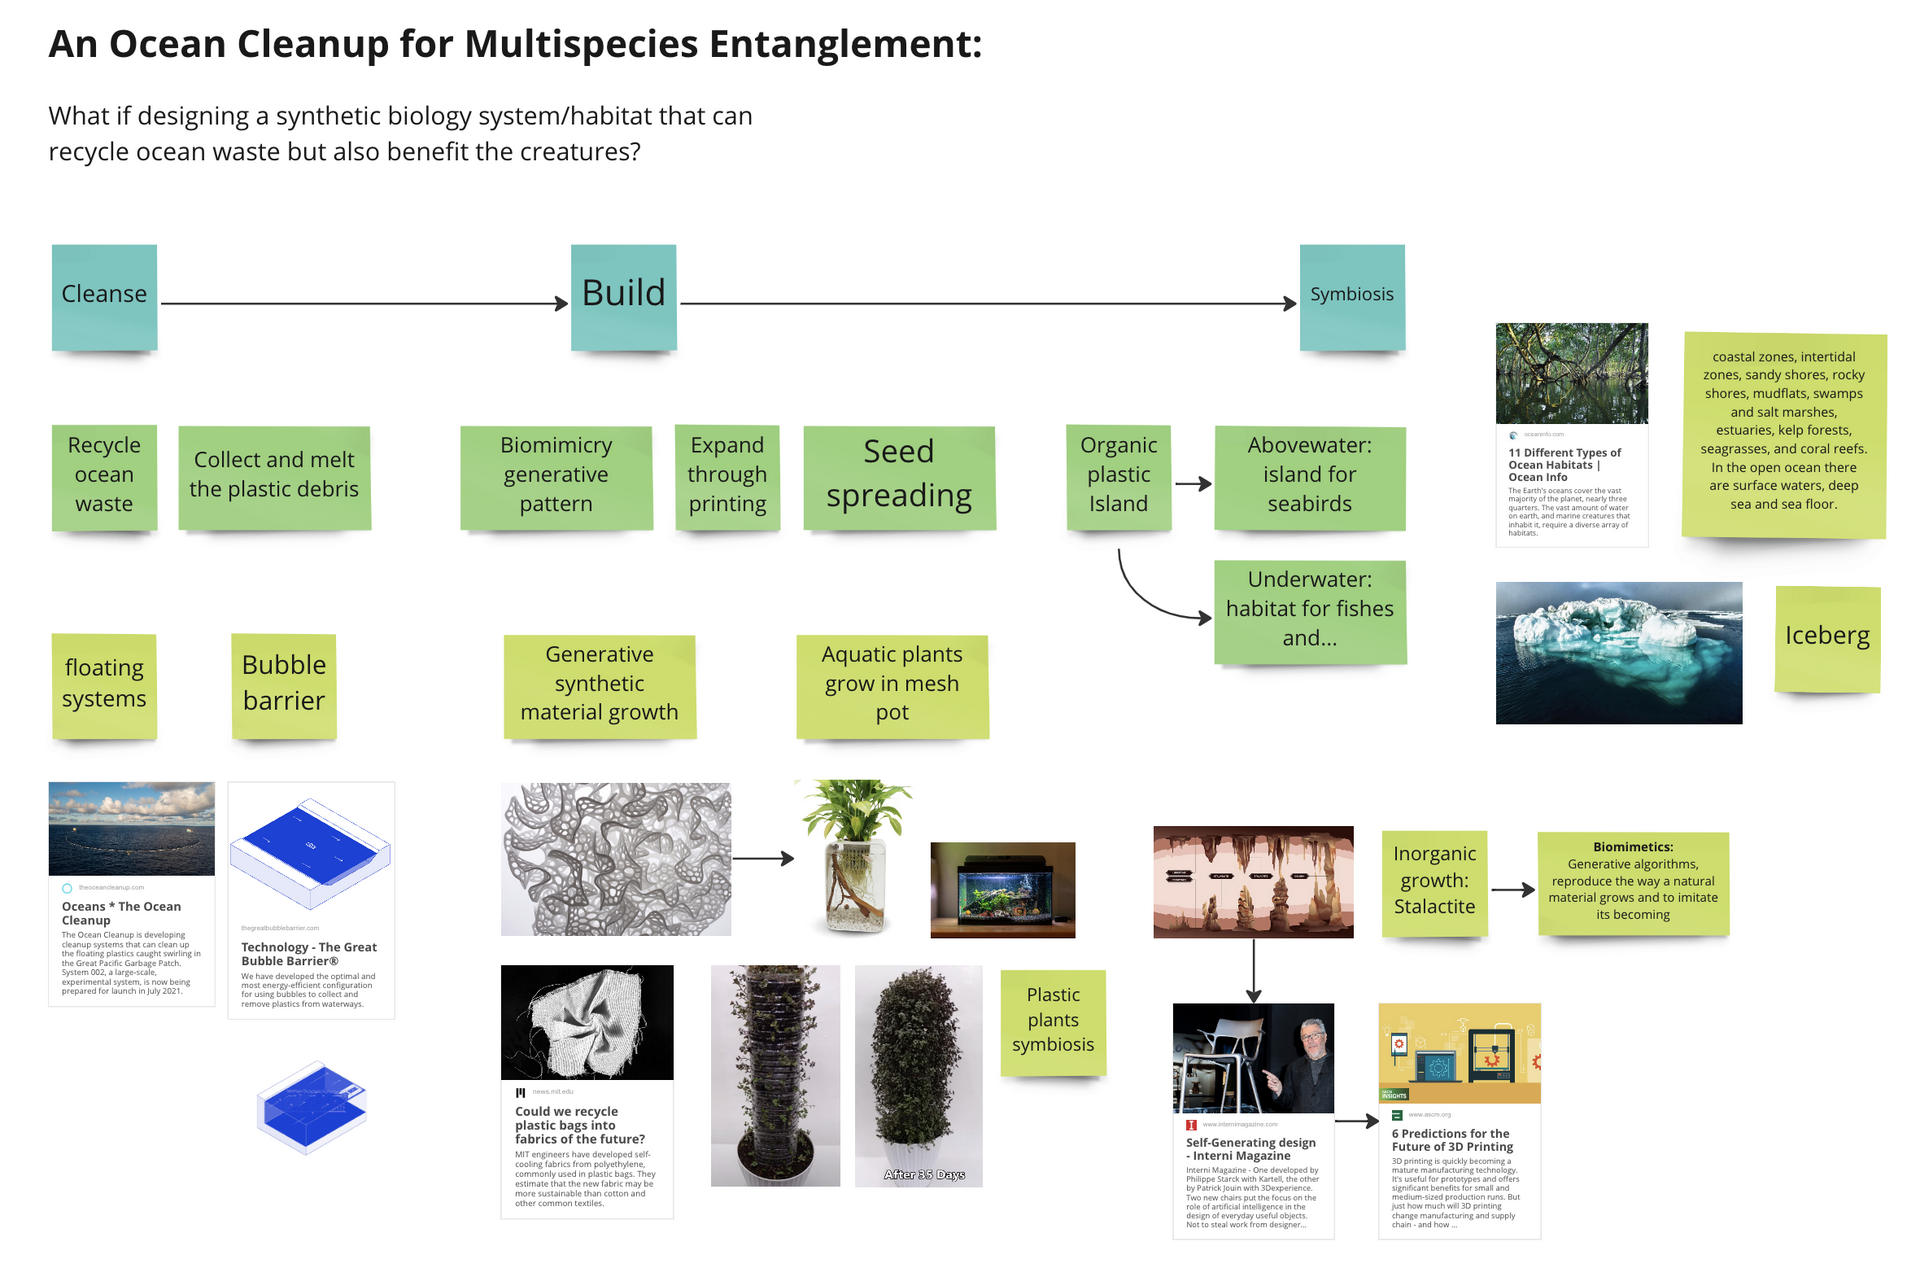 An Ocean Cleanup for Multispecies Entanglement:
What if designing a synthetic biology system/habitat that can
recycle ocean waste but also benefit the creatures?
Cleanse
Build
Symbiosis
Recycle
ocean
waste
Collect and melt
the plastic debris
Biomimicry
generative
pattern
Expand
through
printing
Seed
spreading
Organic
plastic
Island
Abovewater:
island for
seabirds
Underwater:
habitat for fishes
and...
oceaninfo.com
11 Different Types of
Ocean Habitats |
Ocean Info
The Earth's oceans cover the vast
majority of the planet, nearly three
quarters. The vast amount of water
on earth, and marine creatures that
inhabit it, require a diverse array of
habitats.
coastal zones, intertidal
zones, sandy shores, rocky
shores, mudflats, swamps
and salt marshes,
estuaries, kelp forests,
seagrasses, and coral reefs.
In the open ocean there
are surface waters, deep
sea and sea floor.
Iceberg
floating
systems
Bubble
barrier
Generative
synthetic
material growth
Aquatic plants
grow in mesh
pot
theoceancleanup.com
Oceans * The Ocean
Cleanup
The Ocean Cleanup is developing
cleanup systems that can clean up
the floating plastics caught swirling in
the Great Pacific Garbage Patch.
System 002, a large-scale,
experimental system, is now being
prepared for launch in July 2021.
thegreatbubblebarrier.com
Technology - The Great
Bubble Barrier®
We have developed the optimal and
most energy-efficient configuration
for using bubbles to collect and
remove plastics from waterways.
news.mit.edu
Could we recycle
plastic bags into
fabrics of the future?
MIT engineers have developed self-
cooling fabrics from polyethylene,
commonly used in plastic bags. They
estimate that the new fabric may be
more sustainable than cotton and
other common textiles.
After 35 Days
Plastic
plants
symbiosis
Inorganic
growth:
Stalactite
Biomimetics:
Generative algorithms,
reproduce the way a natural
material grows and to imitate
its becoming
www.internimagazine.com
Self-Generating design
- Interni Magazine
Interni Magazine - One developed by
Philippe Starck with Kartell, the other
by Patrick Jouin with 3Dexperience.
Two new chairs put the focus on the
role of artificial intelligence in the
design of everyday useful objects.
Not to steal work from designer...
INSIGHTS
www.ascm.org
6 Predictions for the
Future of 3D Printing
3D printing is quickly becoming a
mature manufacturing technology.
It's useful for prototypes and offers
significant benefits for small and
medium-sized production runs. But
just how much will 3D printing
change manufacturing and supply
chain - and how ...